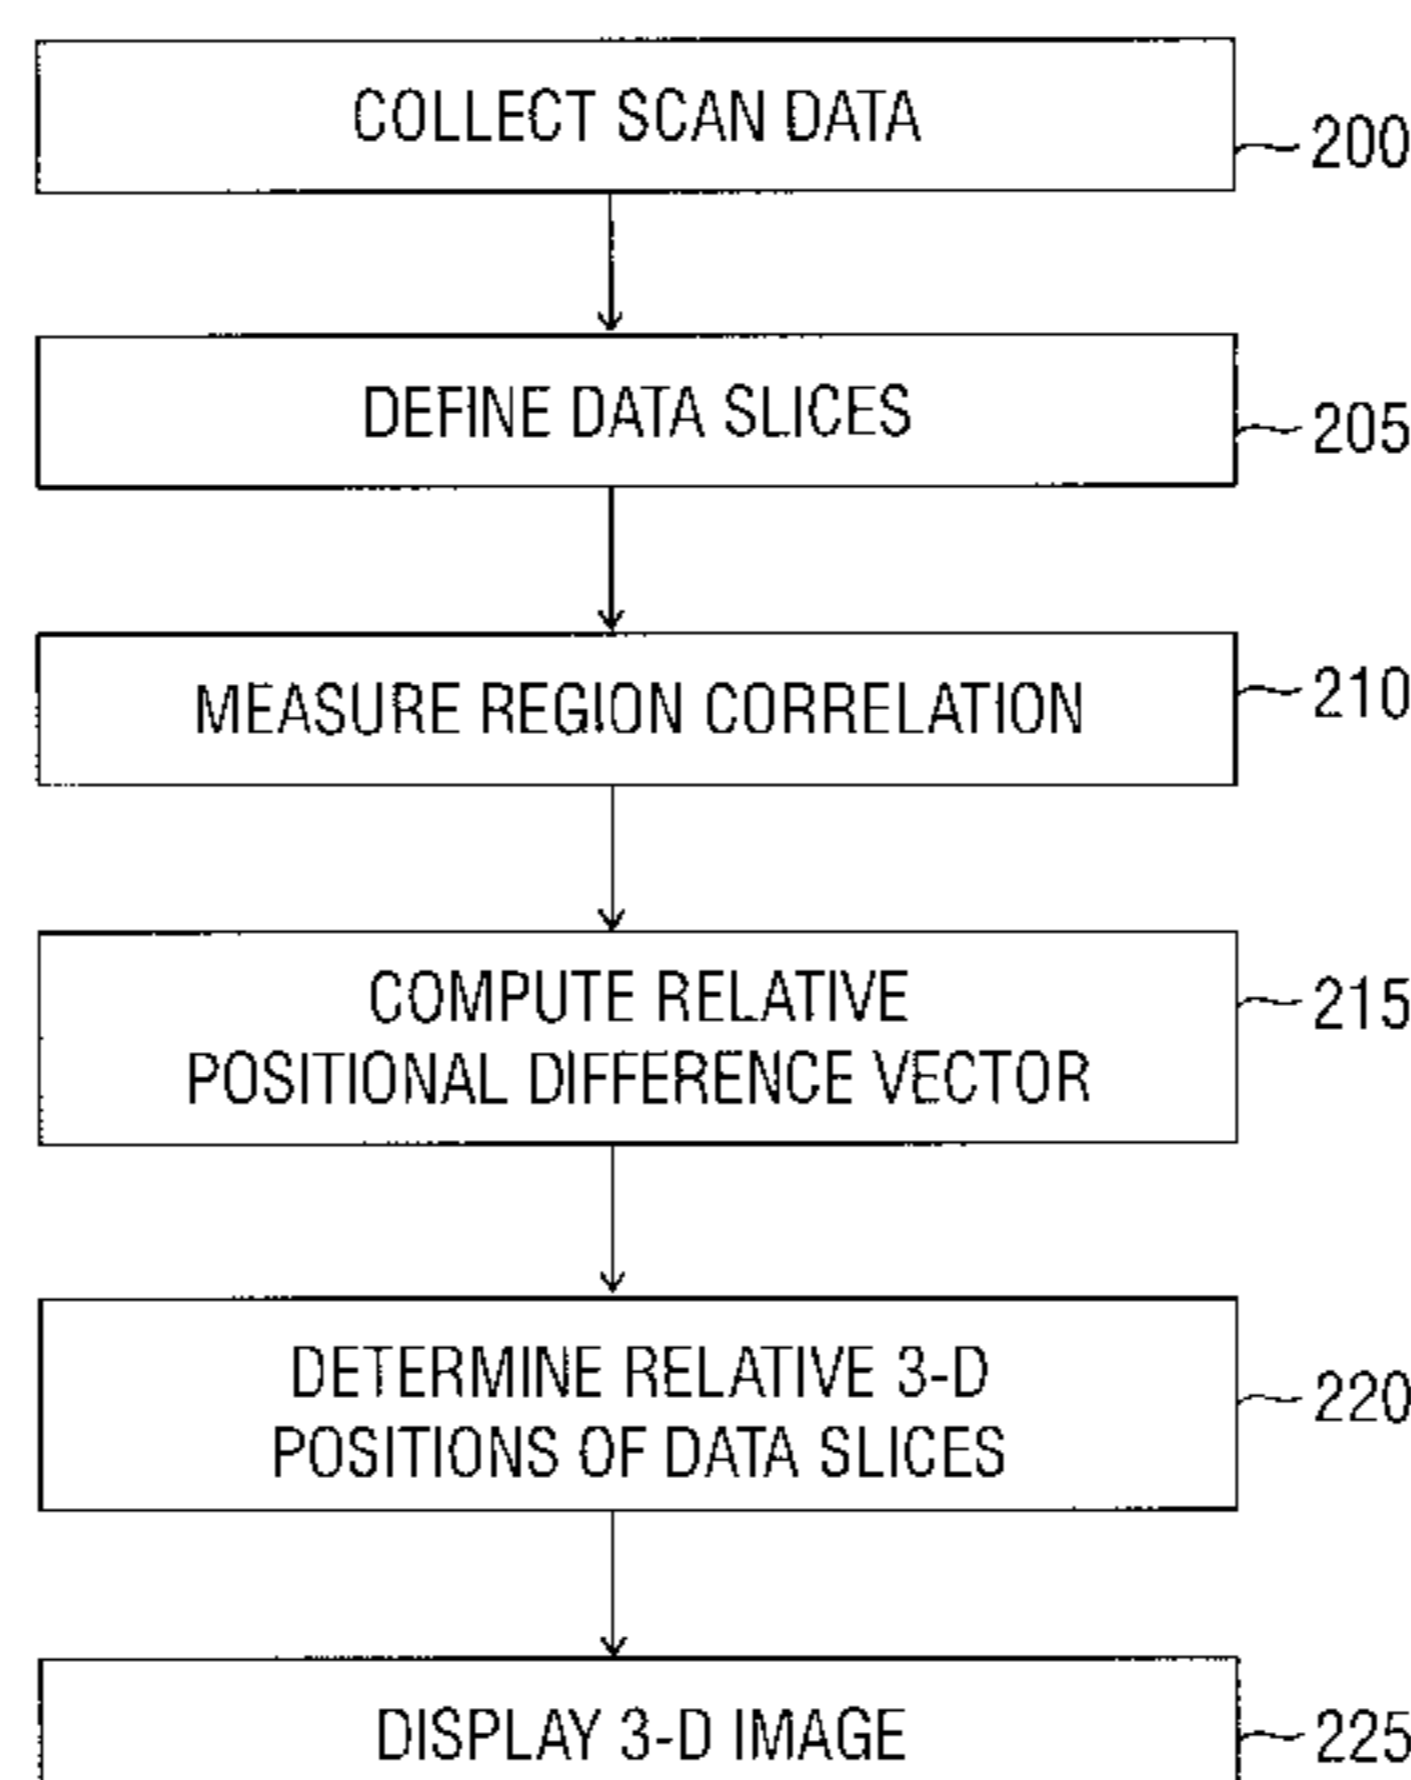 COLLECT SCAN DATA
200
DEFINE DATA SLICES
205
MEASURE REGION CORRELATION
210
COMPUTE RELATIVE
POSITIONAL DIFFERENCE VECTOR
215
DETERMINE RELATIVE 3-D
POSITIONS OF DATA SLICES
220
DISPLAY 3-D IMAGE
225